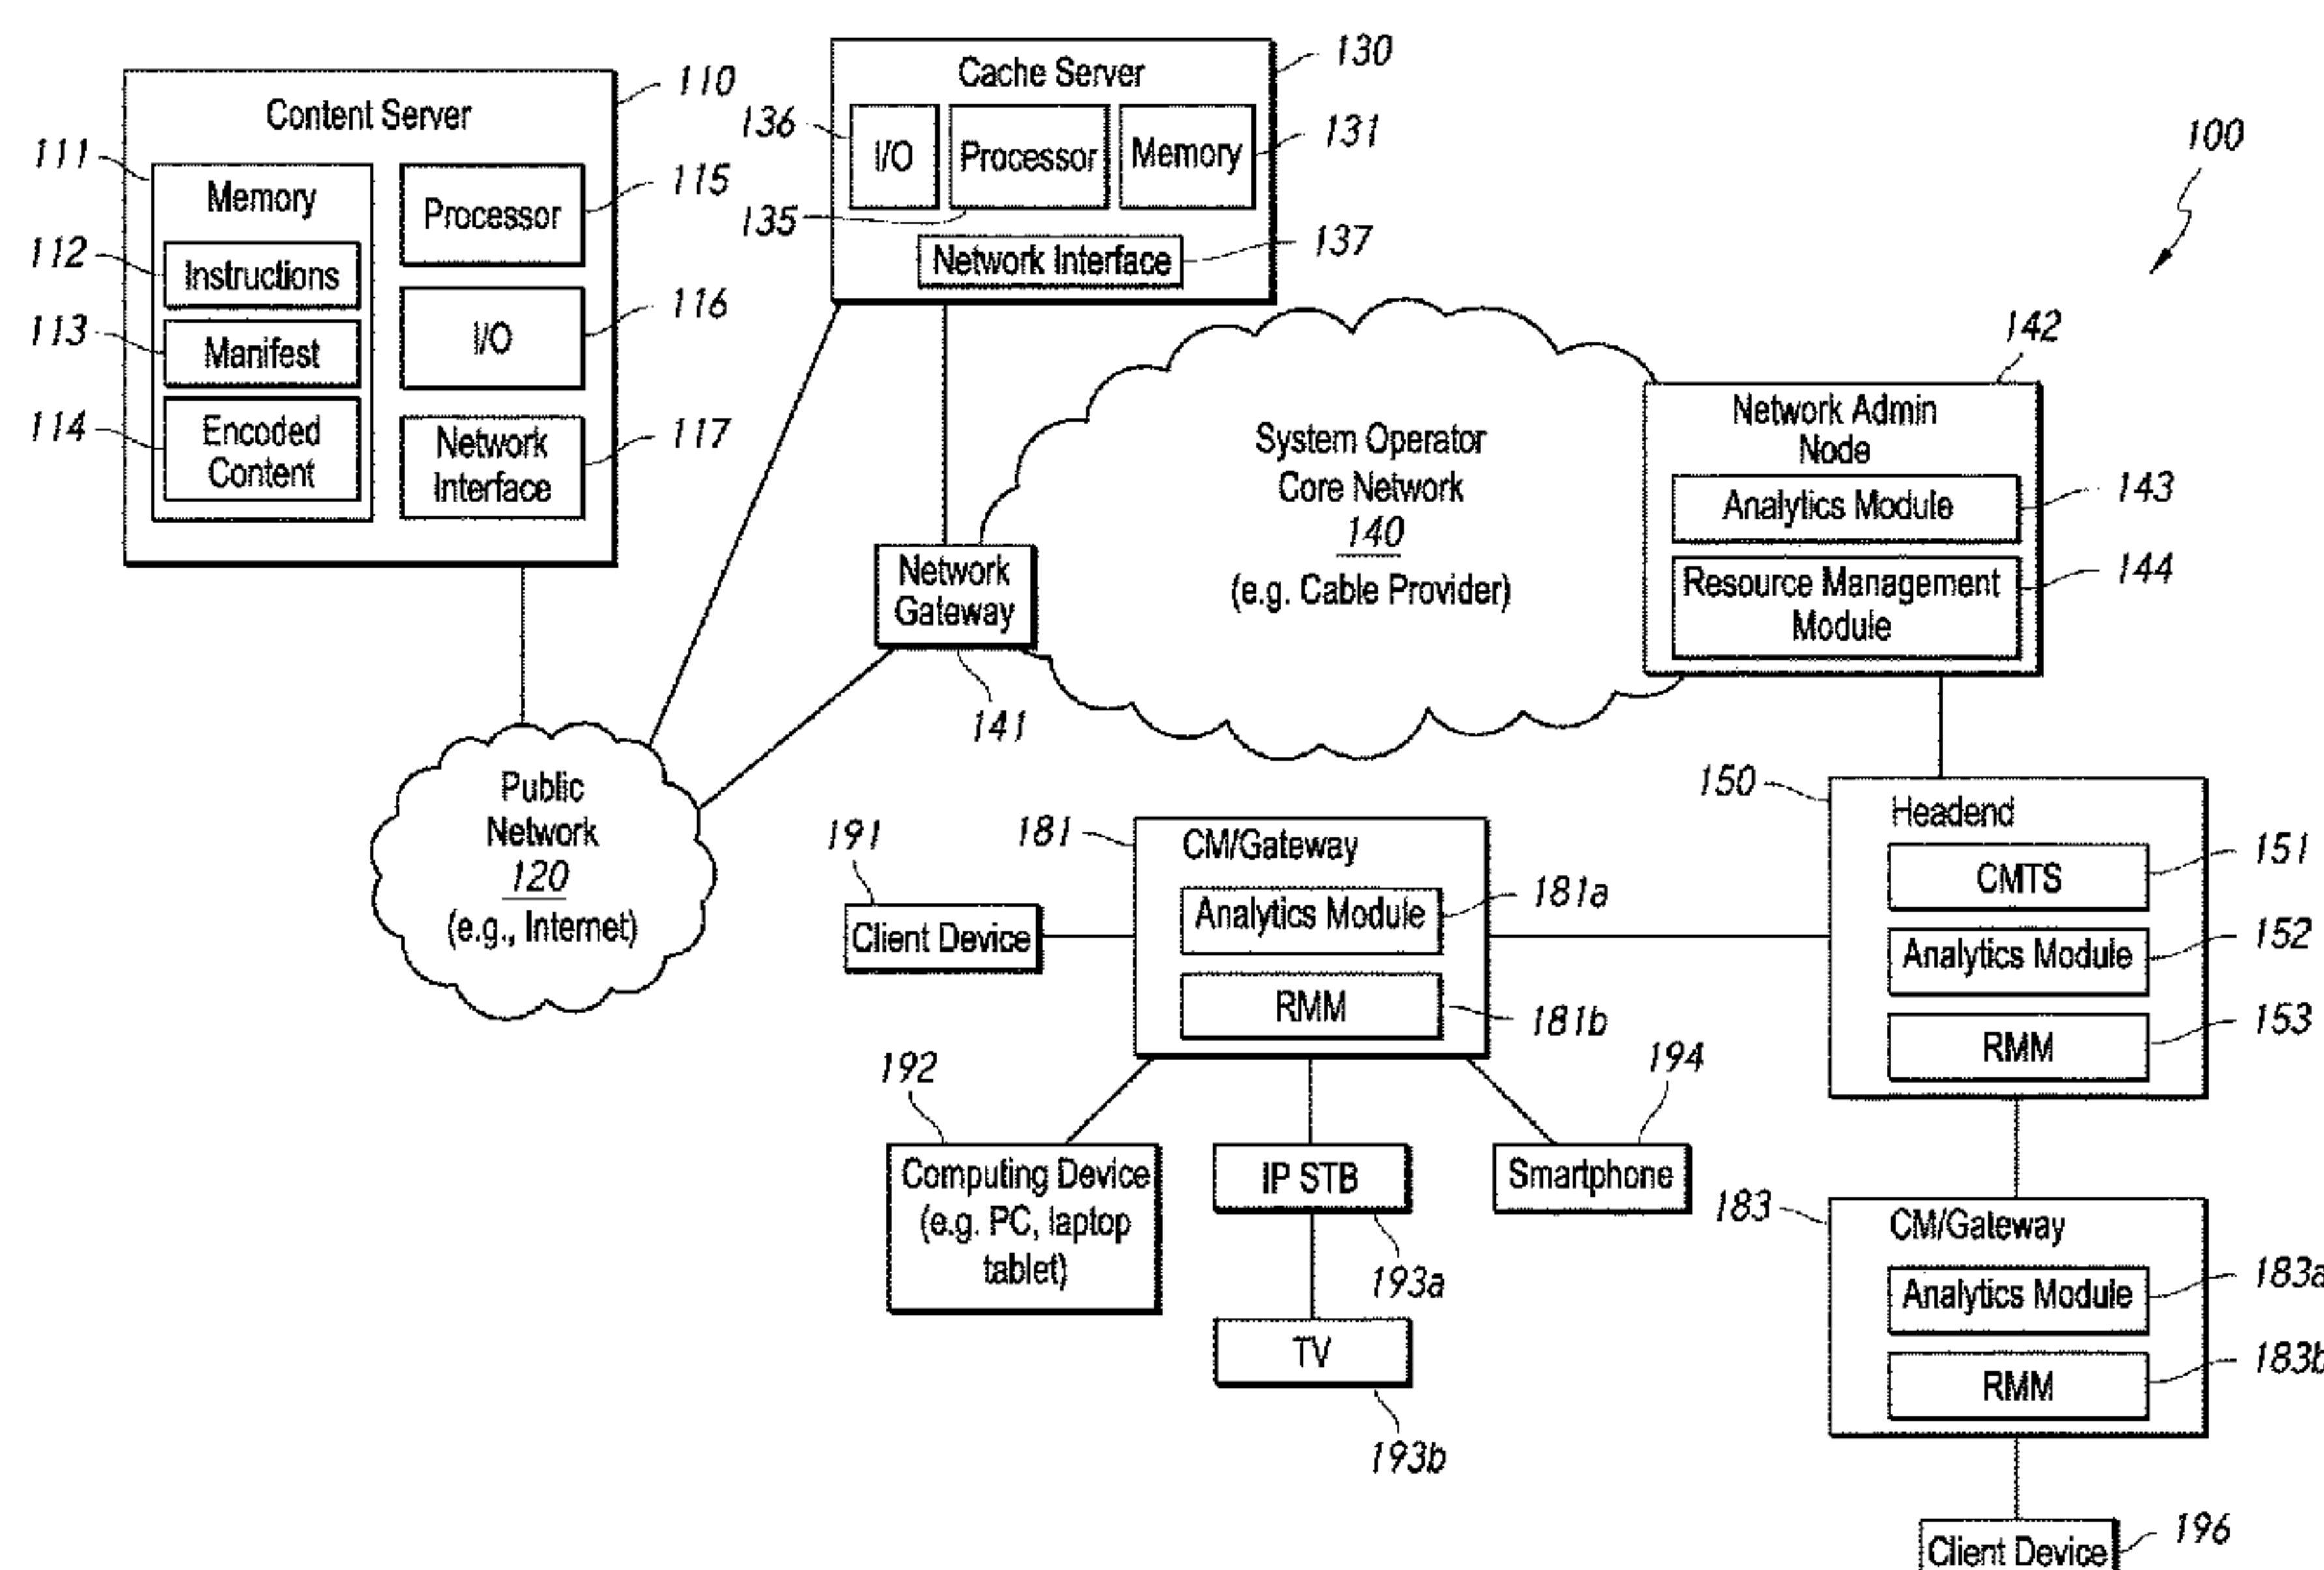 110
Content Server
111
Memory
112
Instructions
113
Manifest
114
Encoded
Content
Processor
115
I/O
116
Network
Interface
117
130
Cache Server
136
I/O
Processor
135
Memory
131
Network Interface
137
100
System Operator
Core Network
140
(e.g. Cable Provider)
Network
Gateway
141
142
Network Admin
Node
Analytics Module
143
Resource Management
Module
144
Public
Network
120
(e.g., Internet)
191
Client Device
181
CM/Gateway
Analytics Module
181a
RMM
181b
150
Headend
CMTS
151
Analytics Module
152
RMM
153
192
Computing Device
(e.g. PC, laptop
tablet)
IP STB
193a
TV
193b
194
Smartphone
183
CM/Gateway
Analytics Module
183a
RMM
183b
Client Device
196